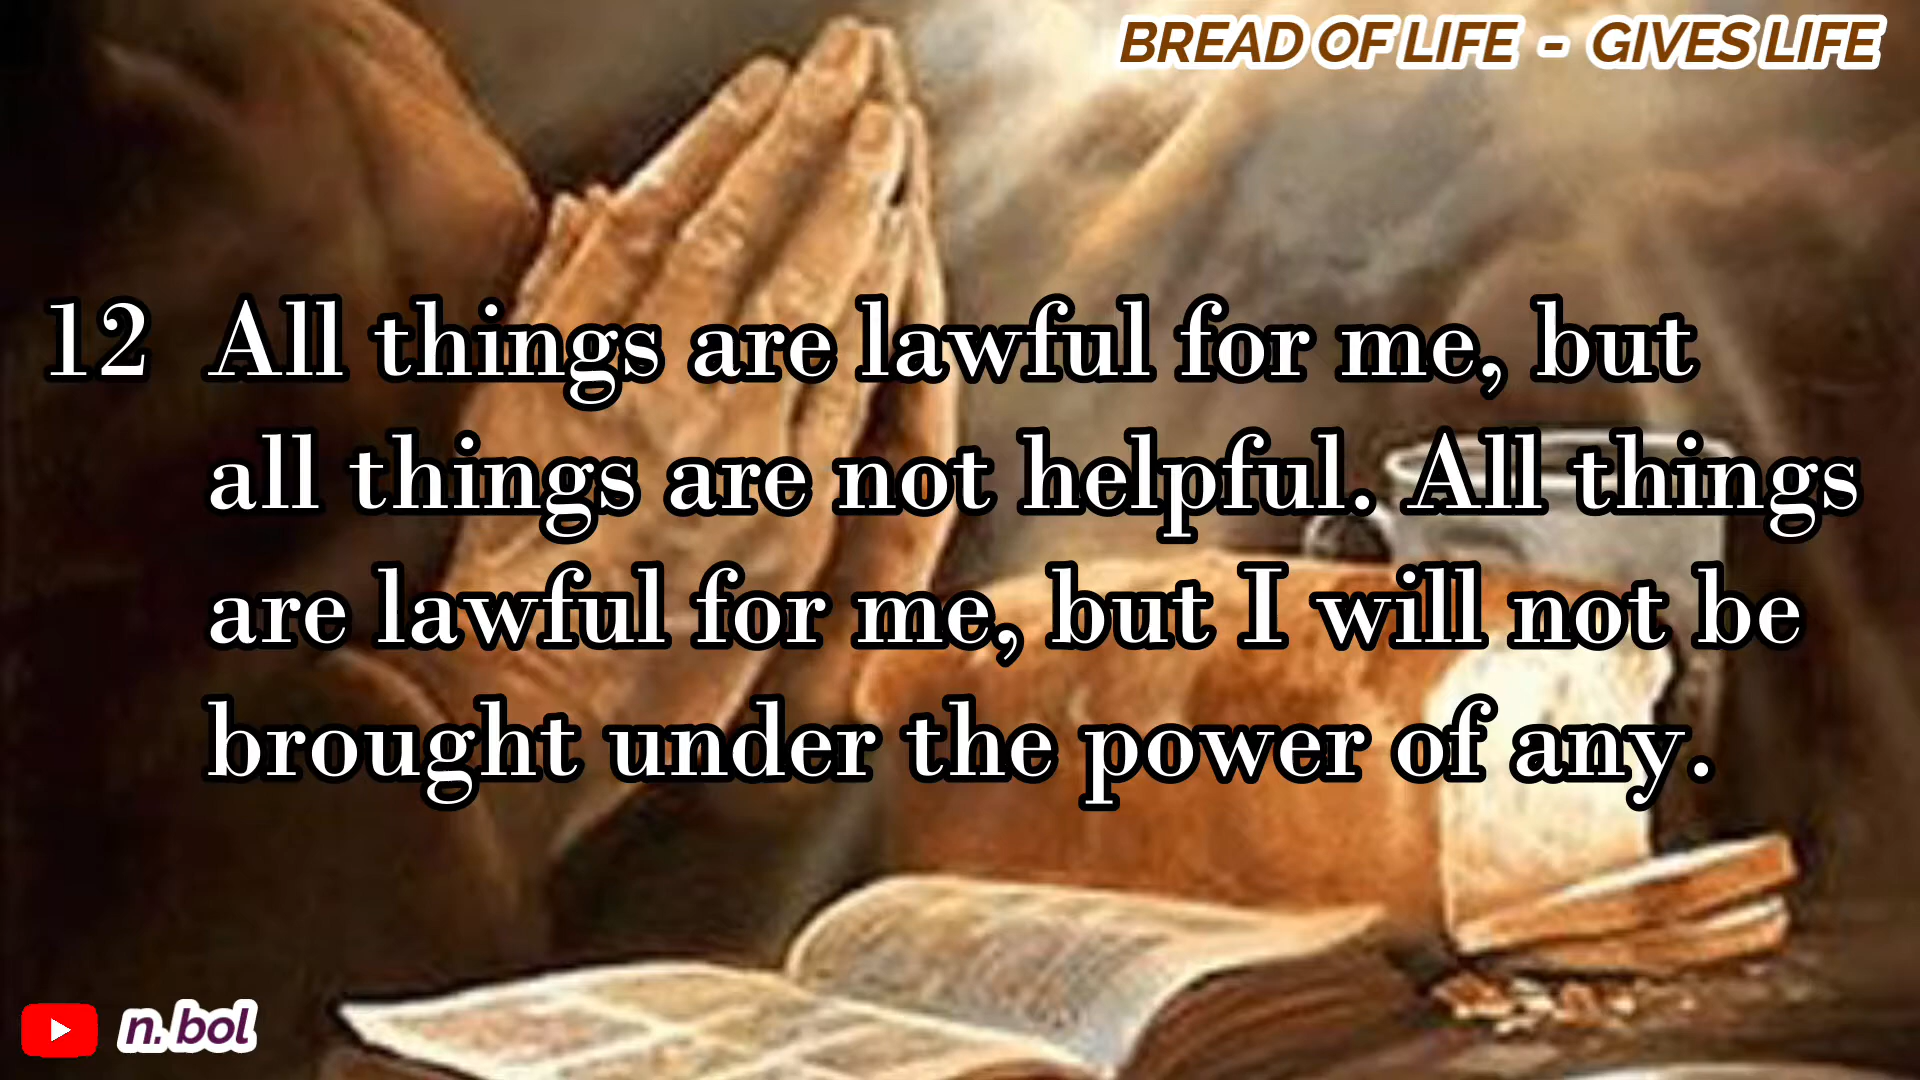 BREAD OF LIFE - GIVES LIFE
12 All things are lawful for me, but
all things are not helpful. All things
are lawful for me, but I will not be
brought under the power of any.
n. bol